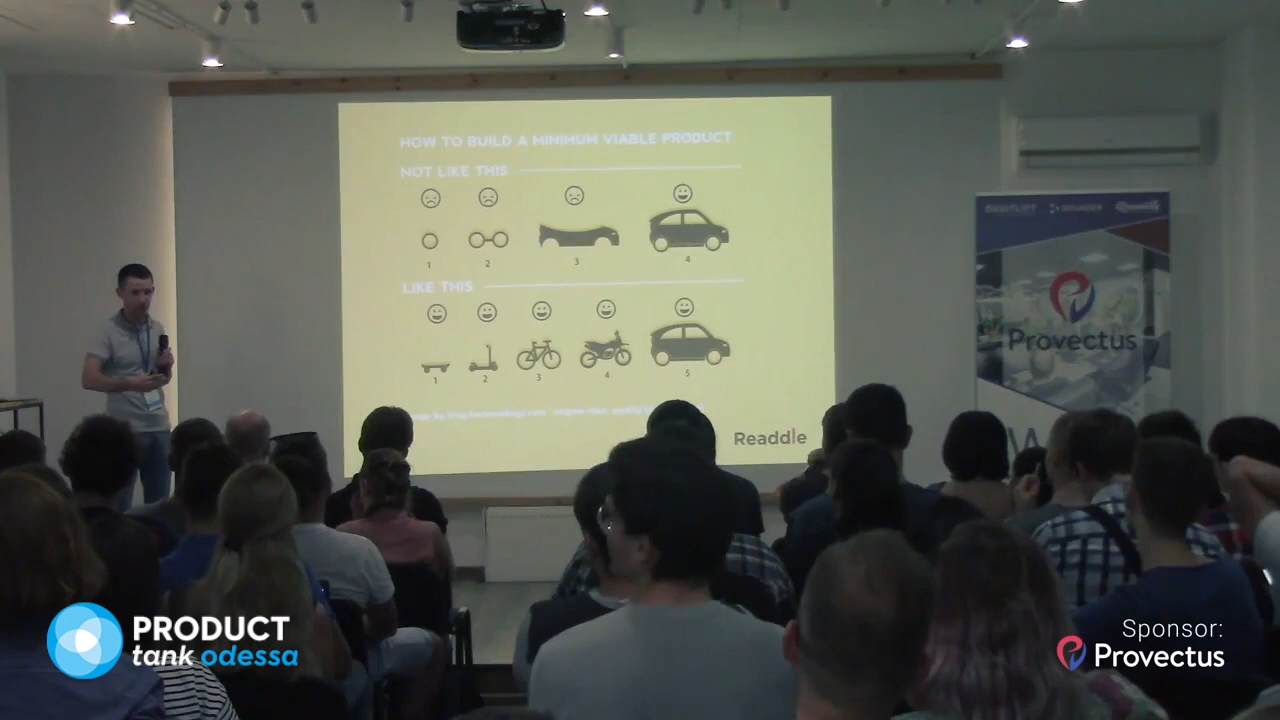 HOW TO BUILD A MINIMUM VIABLE PRODUCT
NOT LIKE THIS
1 2 3 4
LIKE THIS
1 2 3 4 5
Readdle
Provectus
W
PRODUCT
tank odessa
Sponsor:
Provectus